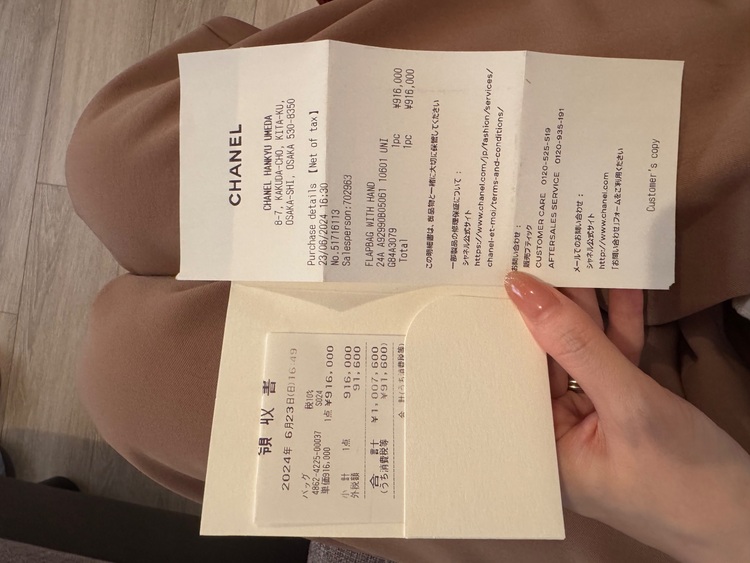 CHANEL
CHANEL HANKYU UMEDA
8-7, KAKUDA-CHO, KITA-KU,
OSAKA-SHI, OSAKA 530-8350
Purchase details 【Net of tax】
23/06/2024 16:30
No.51716113
Salesperson:702963
FLAPBAG WITH HAND
24A A92990B05061 10601 UNI
G84A3079 1pc ¥916,000
Total 1pc ¥916,000
この明細書は、御品物と一緒に大切に保管してください
一部製品の修理保証について：
シャネル公式サイト
https://www.chanel.com/jp/fashion/services/
chanel-et-moi/terms-and-conditions/
お問い合わせ：
販売ブティック
CUSTOMER CARE 0120-525-519
AFTERSALES SERVICE 0120-935-191
メールでのお問い合わせ：
シャネル公式サイト
http://www.chanel.com
「お問い合わせ」フォームをご利用ください
Customer's copy
領収書
2024年 6月23日(日)16:49
バッグ 税10%
4862-4225-00037 S024
単価916,000 1点 ¥916,000
小計 1点 916,000
外税額 91,600
合計 ¥1,007,600
(うち消費税等 ¥91,600)